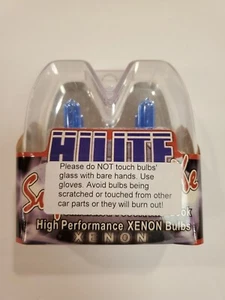 HILITE
Please do NOT touch bulbs'
glass with bare hands. Use
gloves. Avoid bulbs being
scratched or touched from other
car parts or they will burn out!
High Performance XENON Bulbs
XENON